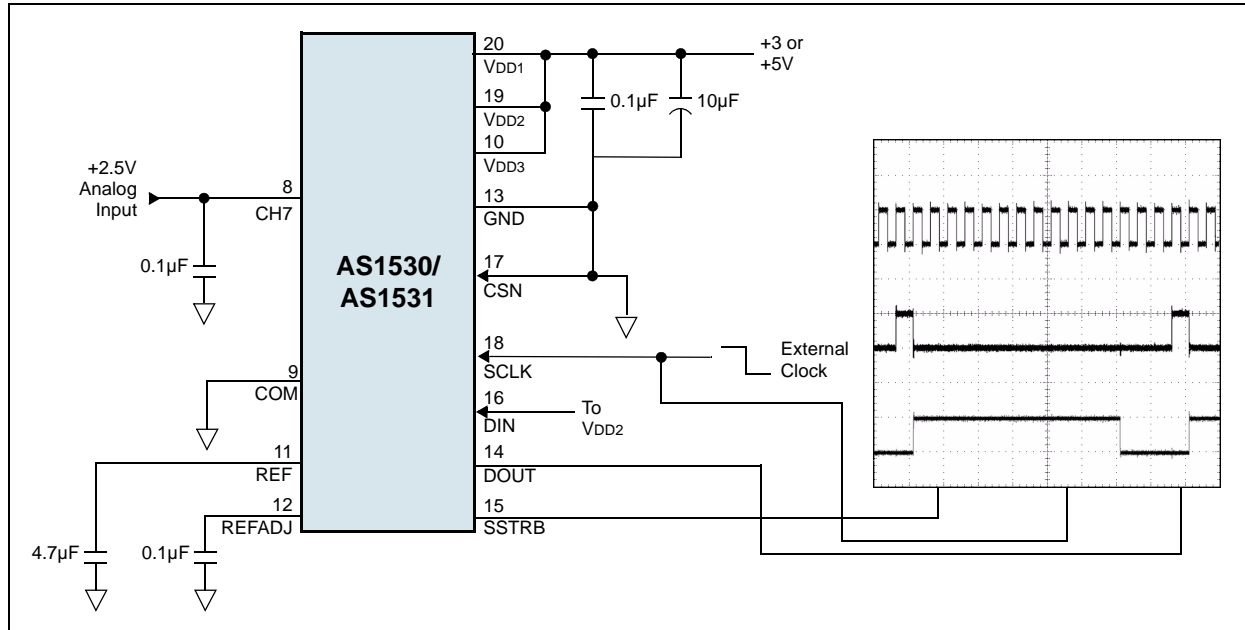 20
VDD1
+3 or
+5V
19
VDD2
0.1µF
10µF
10
VDD3
+2.5V
Analog
Input
8
CH7
13
GND
0.1µF
AS1530/
AS1531
17
CSN
18
SCLK
External
Clock
9
COM
16
DIN
To
VDD2
11
REF
14
DOUT
12
REFADJ
15
SSTRB
4.7µF
0.1µF